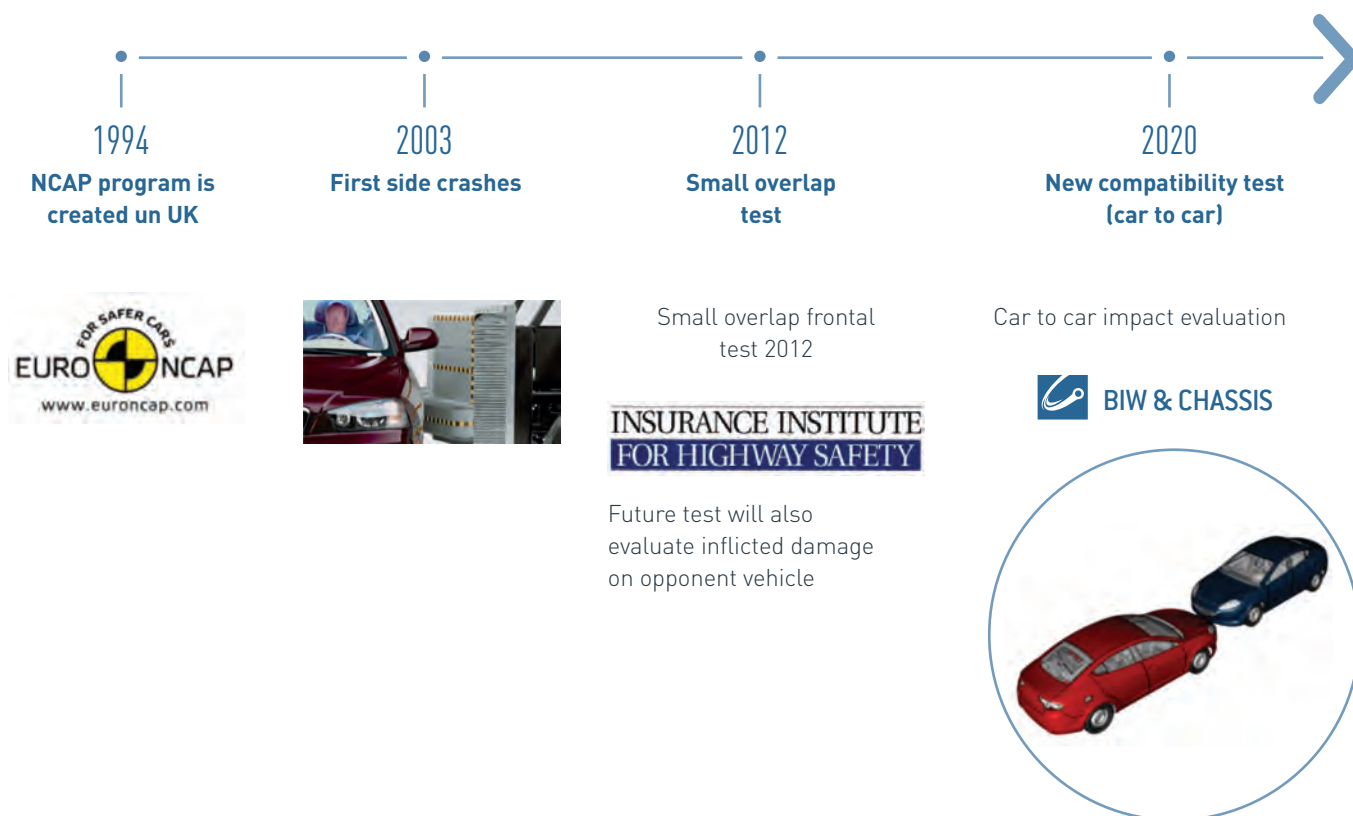 1994
NCAP program is
created un UK
FOR SAFER CARS
EURO NCAP
www.euroncap.com
2003
First side crashes
2012
Small overlap
test
Small overlap frontal
test 2012
INSURANCE INSTITUTE
FOR HIGHWAY SAFETY
Future test will also
evaluate inflicted damage
on opponent vehicle
2020
New compatibility test
(car to car)
Car to car impact evaluation
BIW & CHASSIS